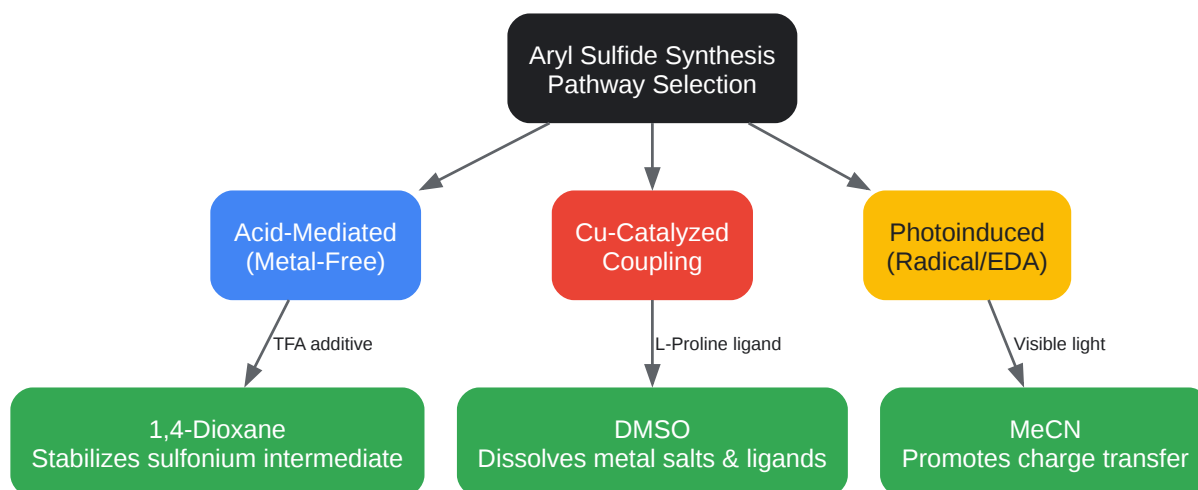 Aryl Sulfide Synthesis
Pathway Selection
Acid-Mediated
(Metal-Free)
Cu-Catalyzed
Coupling
Photoinduced
(Radical/EDA)
TFA additive
L-Proline ligand
Visible light
1,4-Dioxane
Stabilizes sulfonium intermediate
DMSO
Dissolves metal salts & ligands
MeCN
Promotes charge transfer